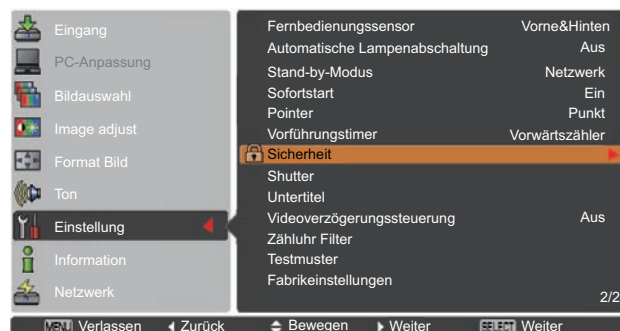 Eingang
PC-Anpassung
Bildauswahl
Image adjust
Format Bild
Ton
Einstellung
Information
Netzwerk
Fernbedienungssensor Vorne&Hinten
Automatische Lampenabschaltung Aus
Stand-by-Modus Netzwerk
Sofortstart Ein
Pointer Punkt
Vorführungstimer Vorwärtszähler
Sicherheit
Shutter
Untertitel
Videoverzögerungssteuerung Aus
Zähluhr Filter
Testmuster
Fabrikeinstellungen
2/2
MENU Verlassen Zurück Bewegen Weiter SELECT Weiter